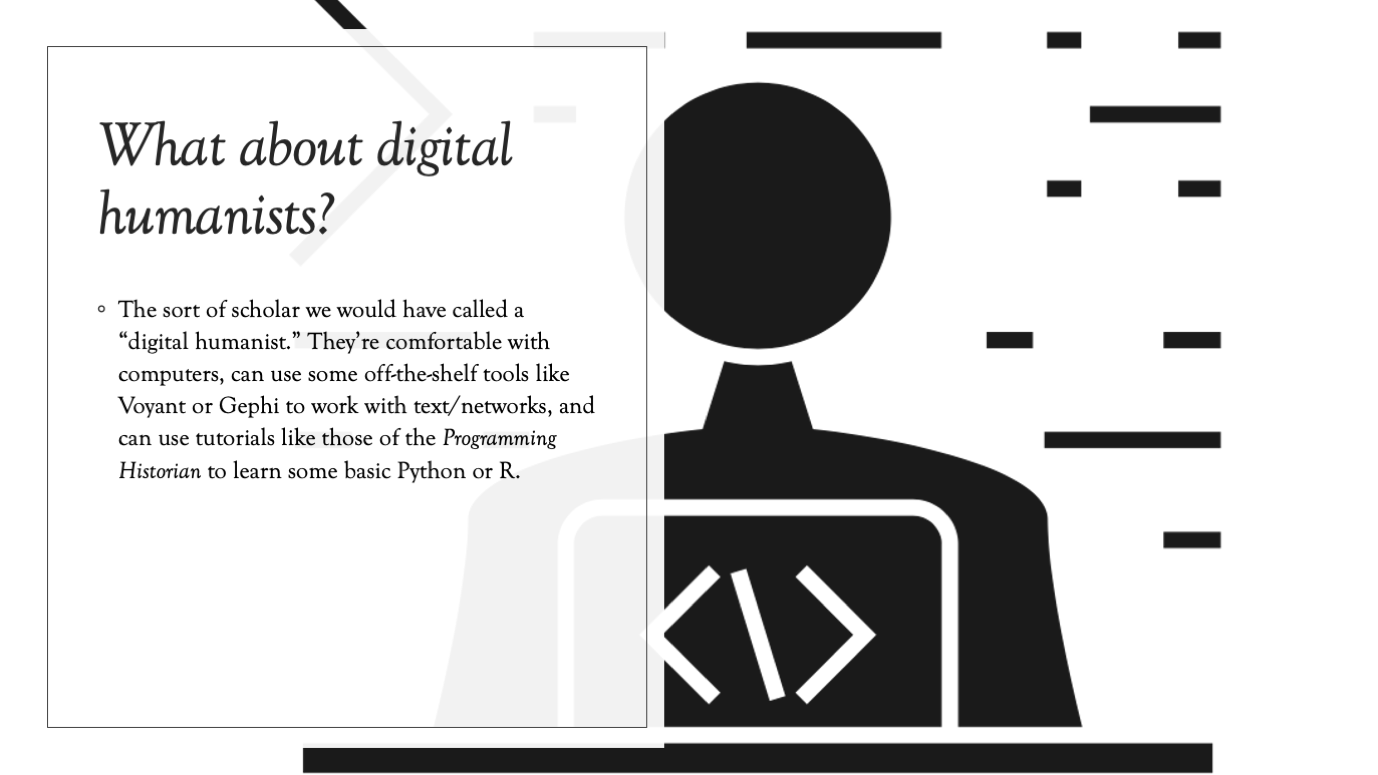 What about digital
humanists?
The sort of scholar we would have called a
“digital humanist.” They’re comfortable with
computers, can use some off-the-shelf tools like
Voyant or Gephi to work with text/networks, and
can use tutorials like those of the Programming
Historian to learn some basic Python or R.
<\>